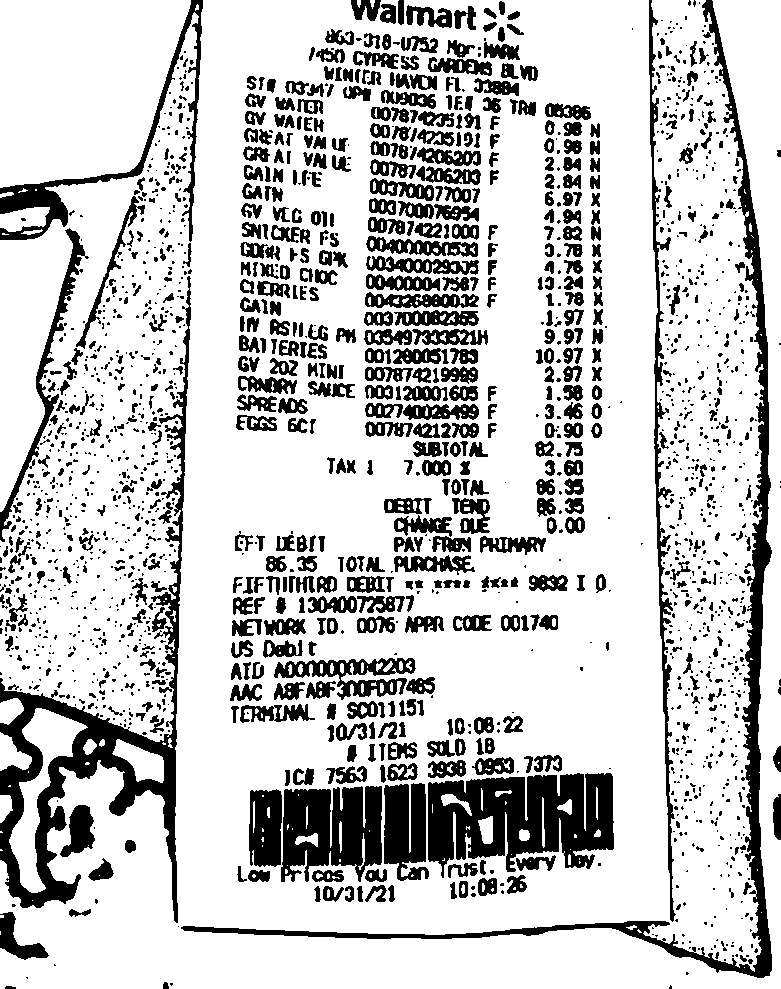 Walmart
863-318-0752 Mgr:MARK
7450 CYPRESS GARDENS BLVD
WINTER HAVEN FL 33884
ST# 03347 OP# 009036 TE# 36 TR# 08386
GV WATER 007874235191 F 0.98 N
GV WATER 007874235191 F 0.98 N
GREAT VALUE 007874206203 F 2.84 N
GREAT VALUE 007874206203 F 2.84 N
GAIN LFE 003700077007 6.97 X
GAIN 003700076954 4.94 X
GV VEG OIL 007874221000 F 7.82 N
SNICKER FS 004000050533 F 3.78 X
FS 6PK 003400029305 F 4.76 X
MIXED CHOC 004000047587 F 13.24 X
CHERRIES 004326880032 F 1.78 X
GAIN 003700082355 1.97 X
PM 035497333521H 9.97 N
BATTERIES 001280051783 10.97 X
GV 20Z MINI 007874219999 2.97 X
CRNBRY SAUCE 003120001605 F 1.58 O
SPREADS 002740026499 F 3.46 O
EGGS 6CT 007874212709 F 0.90 O
SUBTOTAL 82.75
TAX 1 7.000 % 3.60
TOTAL 86.35
DEBIT TEND 86.35
CHANGE DUE 0.00
EFT DEBIT PAY FROM PRIMARY
86.35 TOTAL PURCHASE
FIFTHTHIRD DEBIT ** **** **** 9832 I 0
REF # 130400725877
NETWORK ID. 0076 APPR CODE 001740
US Debit
AID A0000000042203
AAC A8FA8F300FD07485
TERMINAL # SC011151
10/31/21 10:08:22
# ITEMS SOLD 18
TC# 7563 1623 3938 0953 7373
Low Prices You Can Trust. Every Day.
10/31/21 10:08:26